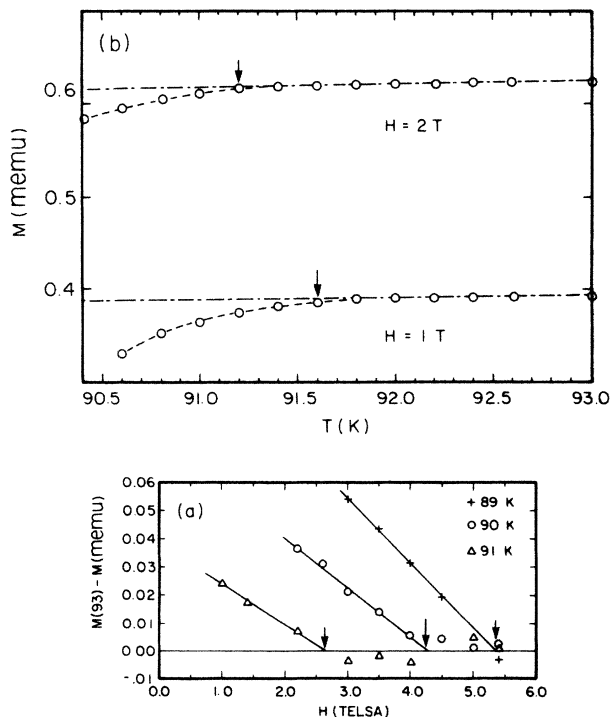 (b)
0.6
H = 2 T
0.5
M (memu)
0.4
H = 1 T
90.5 91.0 91.5 92.0 92.5 93.0
T (K)
0.06
(a)
+ 89 K
0.05
○ 90 K
0.04
△ 91 K
0.03
M(93) – M(memu)
0.02
0.01
0.00
-.01
0.0 1.0 2.0 3.0 4.0 5.0 6.0
H (TELSA)